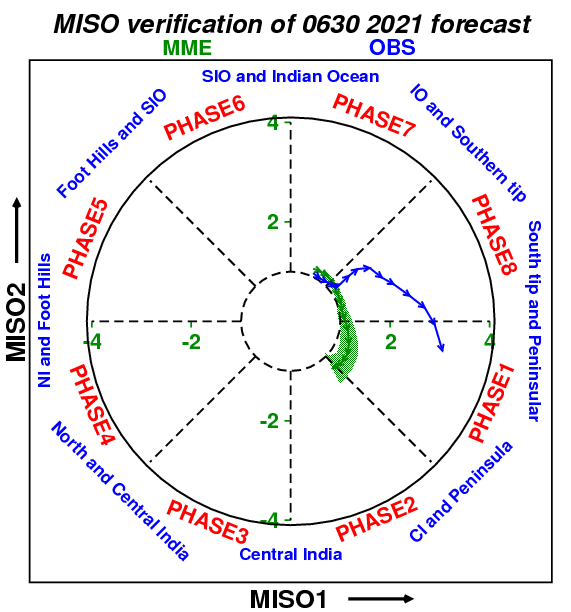 MISO verification of 0630 2021 forecast
MME OBS
SIO and Indian Ocean
PHASE6 PHASE7
Foot Hills and SIO
IO and Southern tip
PHASE5
PHASE8
NI and Foot Hills
South tip and Peninsular
4
2
-4 -2 2 4
-2
-4
MISO2
PHASE4
PHASE1
North and Central India
CI and Peninsula
PHASE3 PHASE2
Central India
MISO1